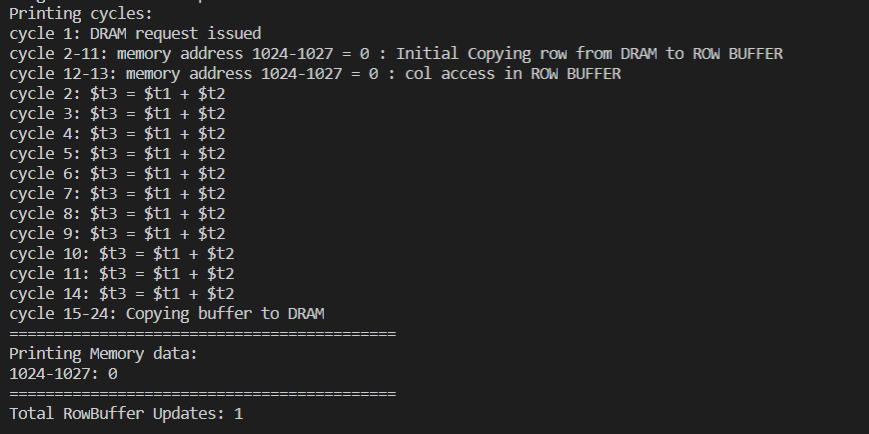 Printing cycles:
cycle 1: DRAM request issued
cycle 2-11: memory address 1024-1027 = 0 : Initial Copying row from DRAM to ROW BUFFER
cycle 12-13: memory address 1024-1027 = 0 : col access in ROW BUFFER
cycle 2: $t3 = $t1 + $t2
cycle 3: $t3 = $t1 + $t2
cycle 4: $t3 = $t1 + $t2
cycle 5: $t3 = $t1 + $t2
cycle 6: $t3 = $t1 + $t2
cycle 7: $t3 = $t1 + $t2
cycle 8: $t3 = $t1 + $t2
cycle 9: $t3 = $t1 + $t2
cycle 10: $t3 = $t1 + $t2
cycle 11: $t3 = $t1 + $t2
cycle 14: $t3 = $t1 + $t2
cycle 15-24: Copying buffer to DRAM
===========================================
Printing Memory data:
1024-1027: 0
===========================================
Total RowBuffer Updates: 1